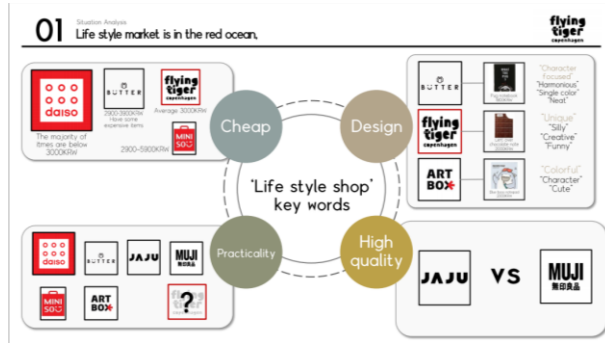 01
Situation Analysis
Life style market is in the red ocean.
flying
tiger
copenhagen
daiso
The majority of
itmes are below
3000KRW
BUTTER
2900-3900KRW
Have some
expensive items
flying
tiger
copenhagen
Average 3000KRW
MINI
SO
2900~5900KRW
Cheap
Design
'Life style shop'
key words
Practicality
High
quality
BUTTER
"Character
Focused"
"Harmonious"
"Single color"
"Neat"
flying
tiger
copenhagen
"Unique"
"Silly"
"Creative"
"Funny"
ART
BOX
"Colorful"
"Character"
"Cute"
daiso
BUTTER
JAJU
MUJI
無印良品
MINI
SO
ART
BOX
flying
tiger
?
JAJU
VS
MUJI
無印良品